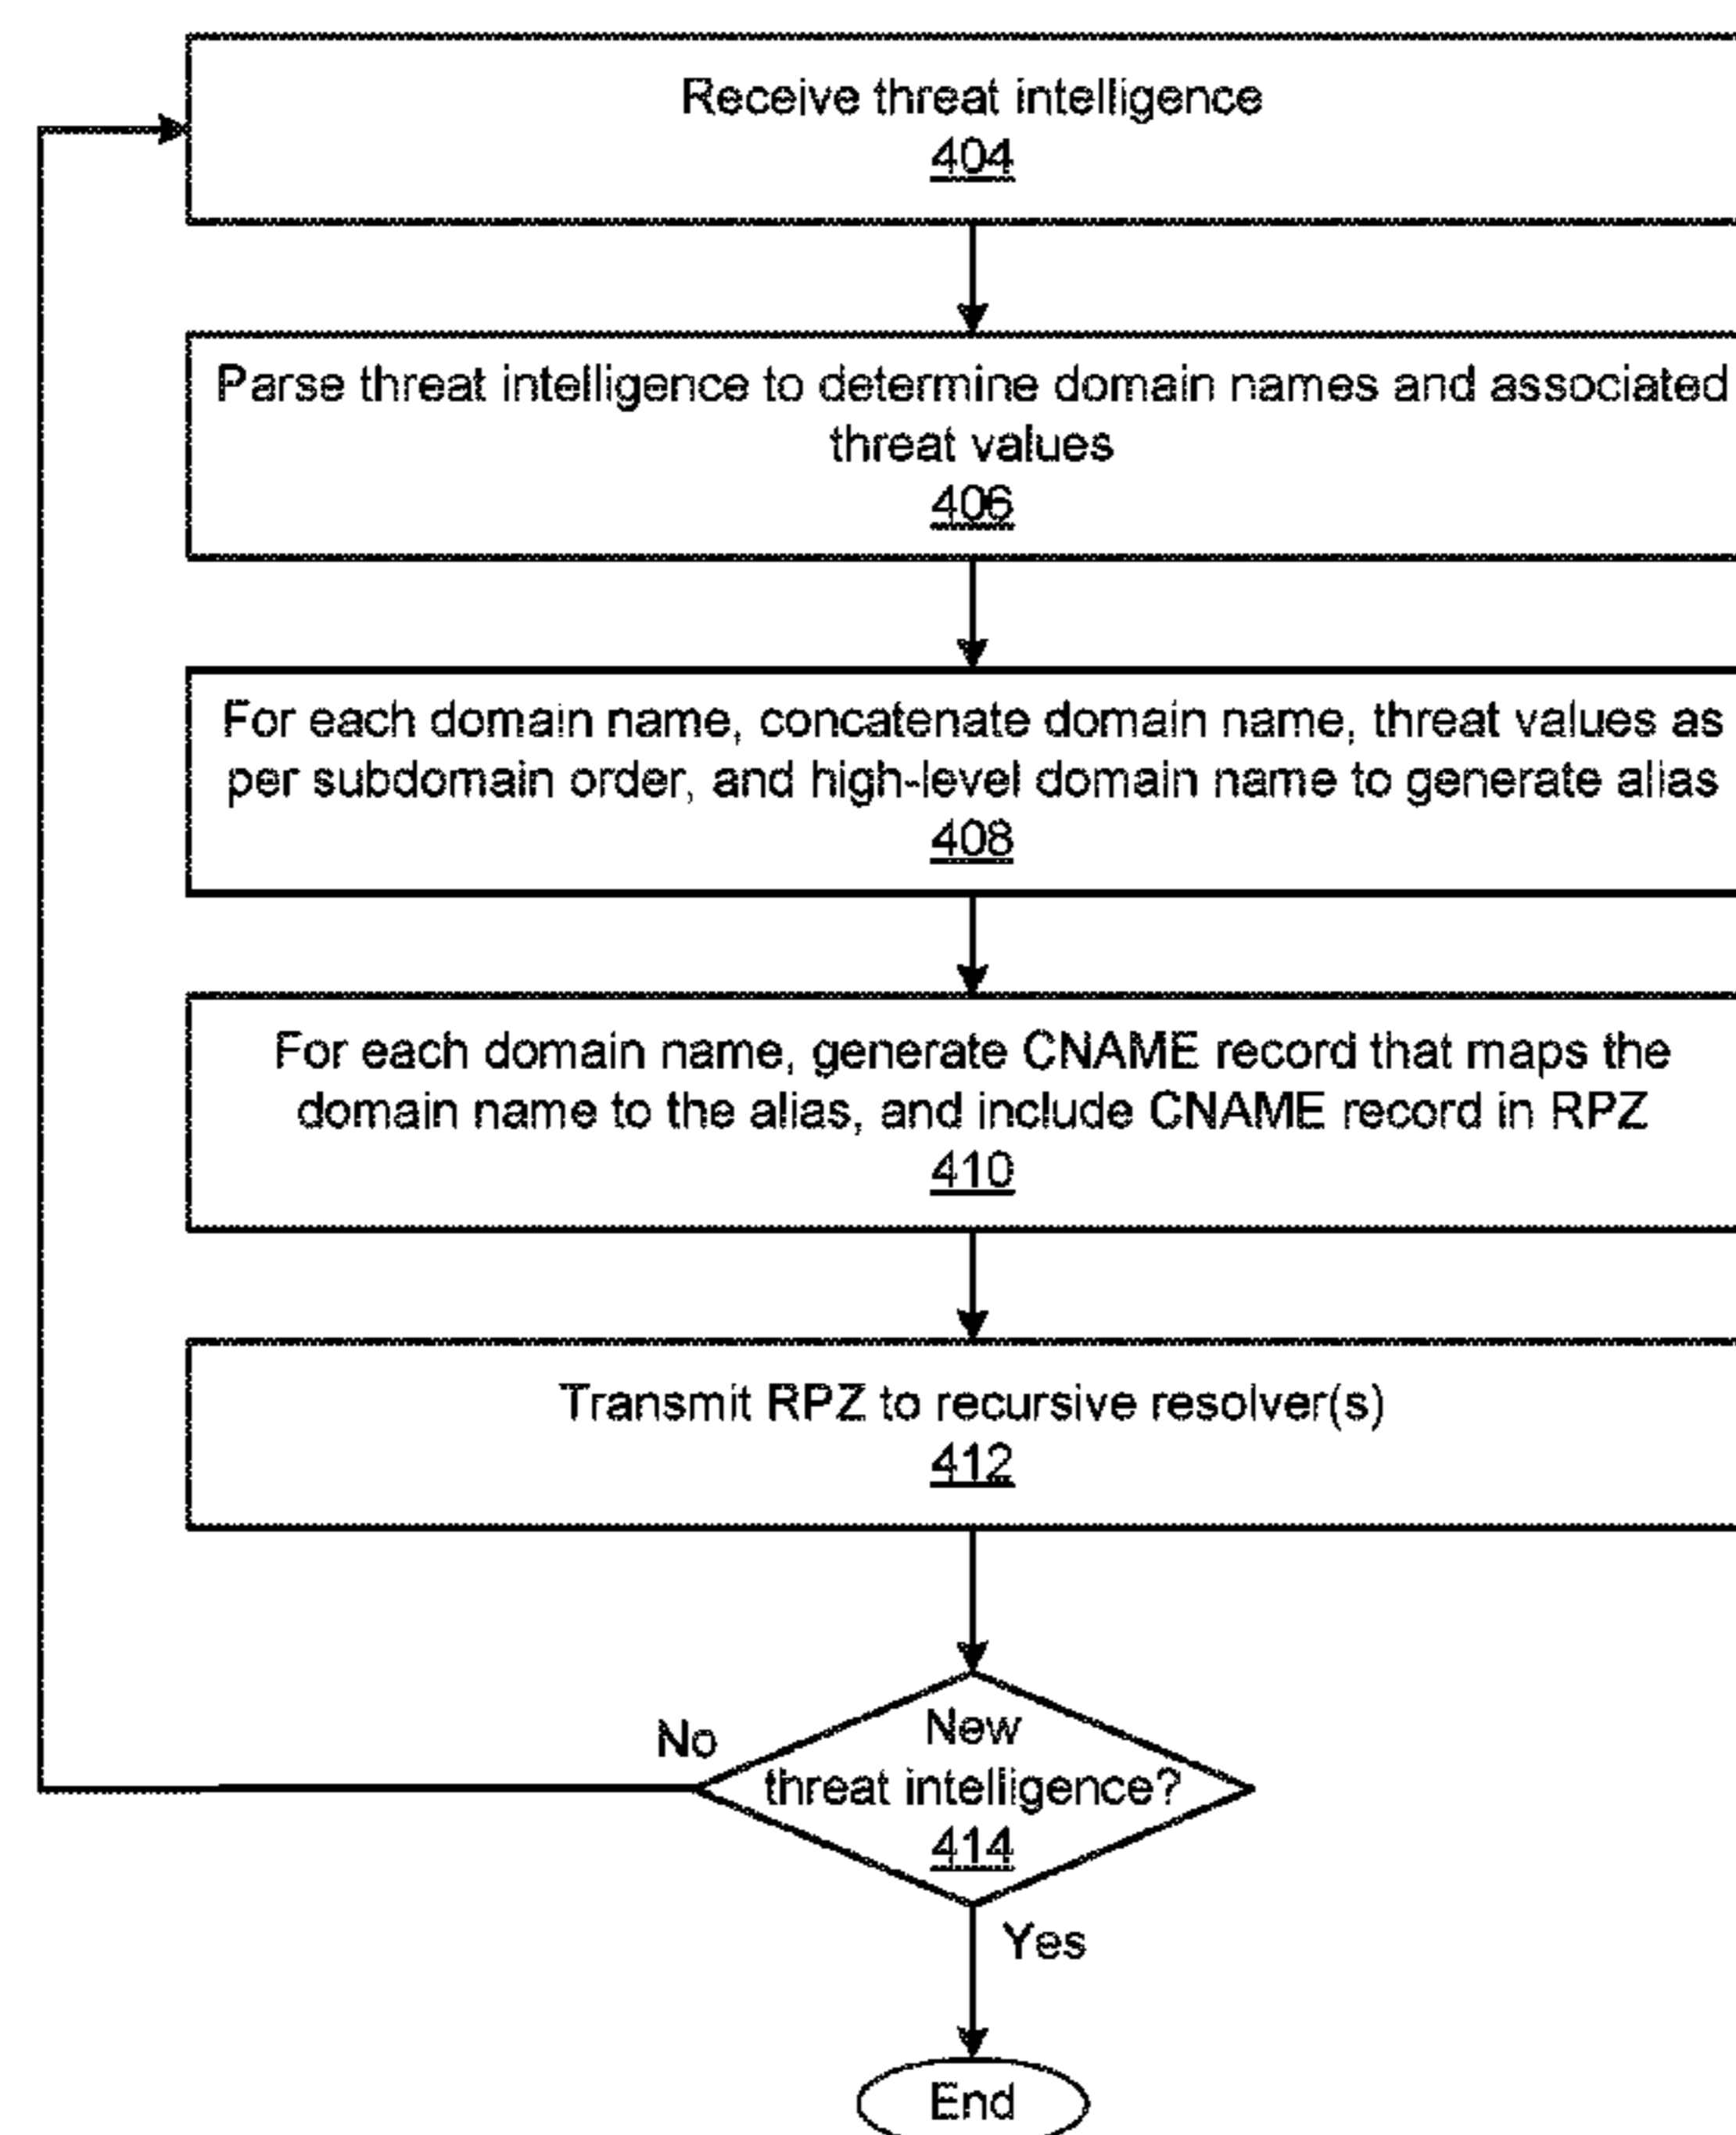 Receive threat intelligence
404
Parse threat intelligence to determine domain names and associated
threat values
406
For each domain name, concatenate domain name, threat values as
per subdomain order, and high-level domain name to generate alias
408
For each domain name, generate CNAME record that maps the
domain name to the alias, and include CNAME record in RPZ
410
Transmit RPZ to recursive resolver(s)
412
No
New
threat intelligence?
414
Yes
End